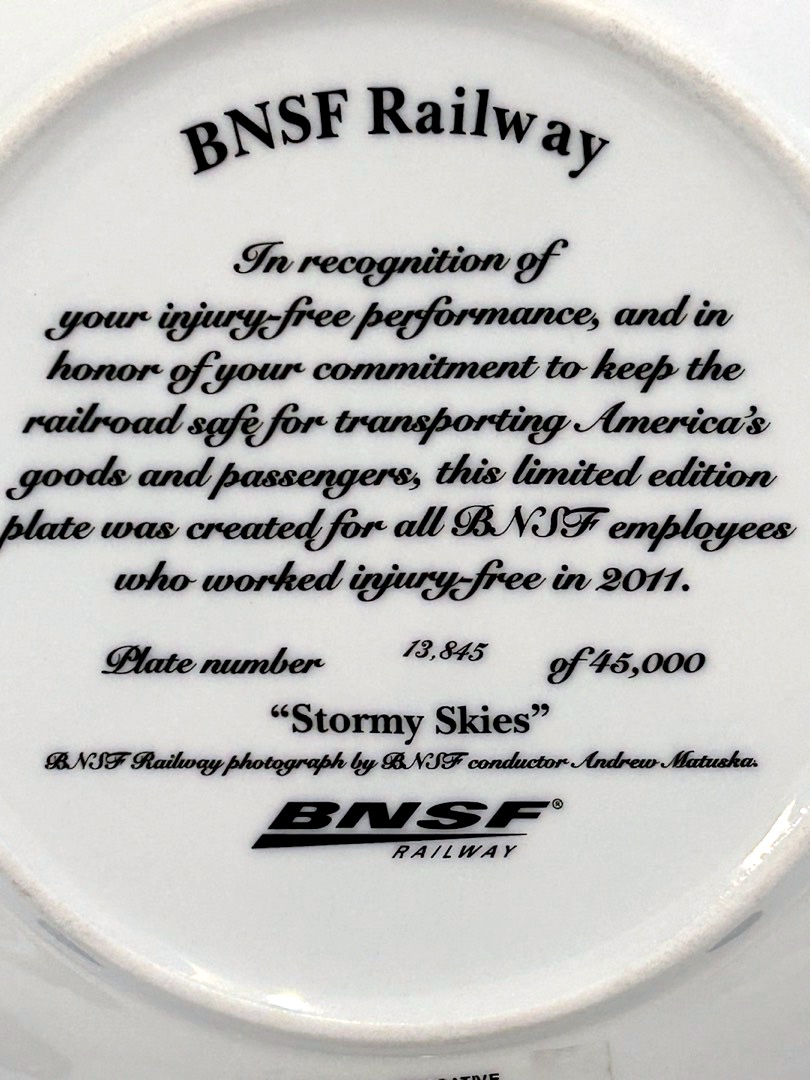 BNSF Railway
In recognition of
your injury-free performance, and in
honor of your commitment to keep the
railroad safe for transporting America's
goods and passengers, this limited edition
plate was created for all BNSF employees
who worked injury-free in 2011.
Plate number 13,845 of 45,000
“Stormy Skies”
BNSF Railway photograph by BNSF conductor Andrew Matuska.
BNSF®
RAILWAY